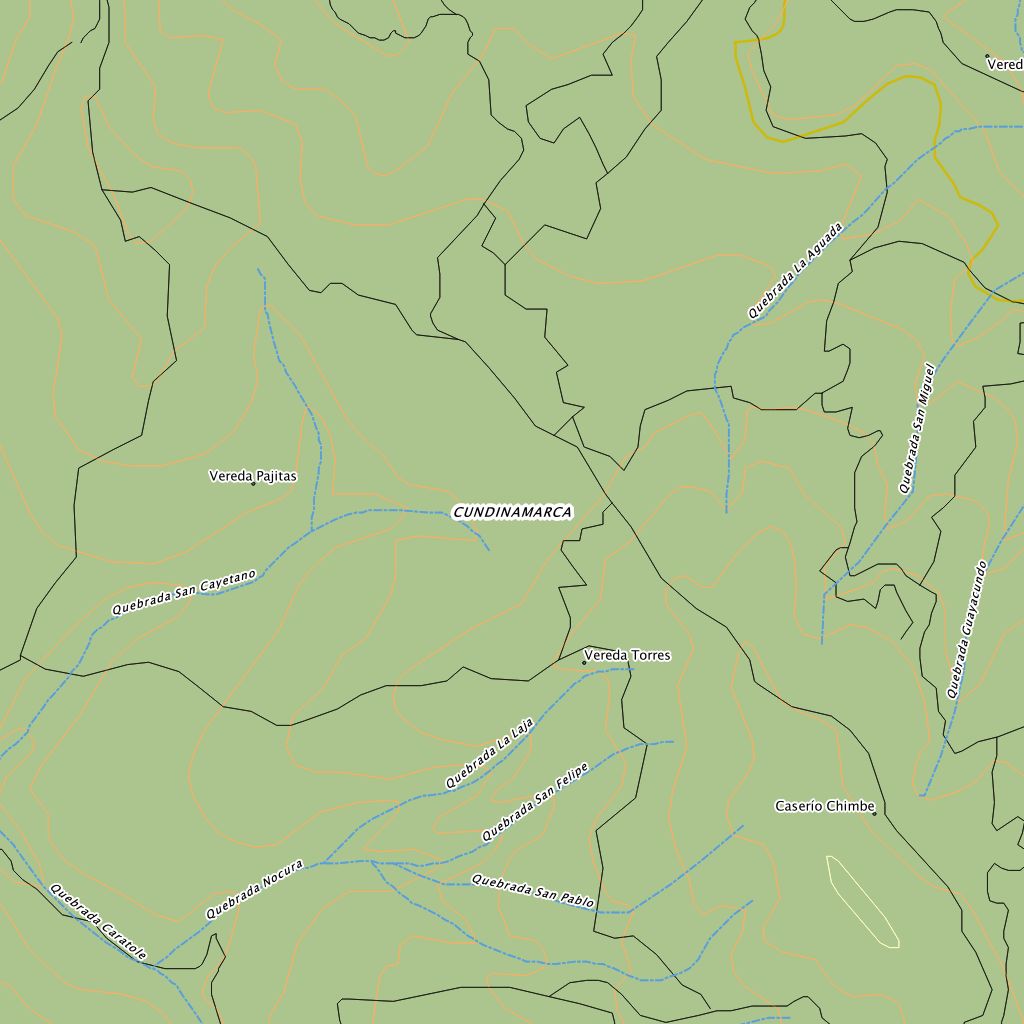 Vered
Quebrada La Aguada
Quebrada San Miguel
Vereda Pajitas
CUNDINAMARCA
Quebrada San Cayetano
Quebrada Guayacundo
Vereda Torres
Quebrada La Laja
Quebrada San Felipe
Caserío Chimbe
Quebrada Nocura
Quebrada San Pablo
Quebrada Caratole